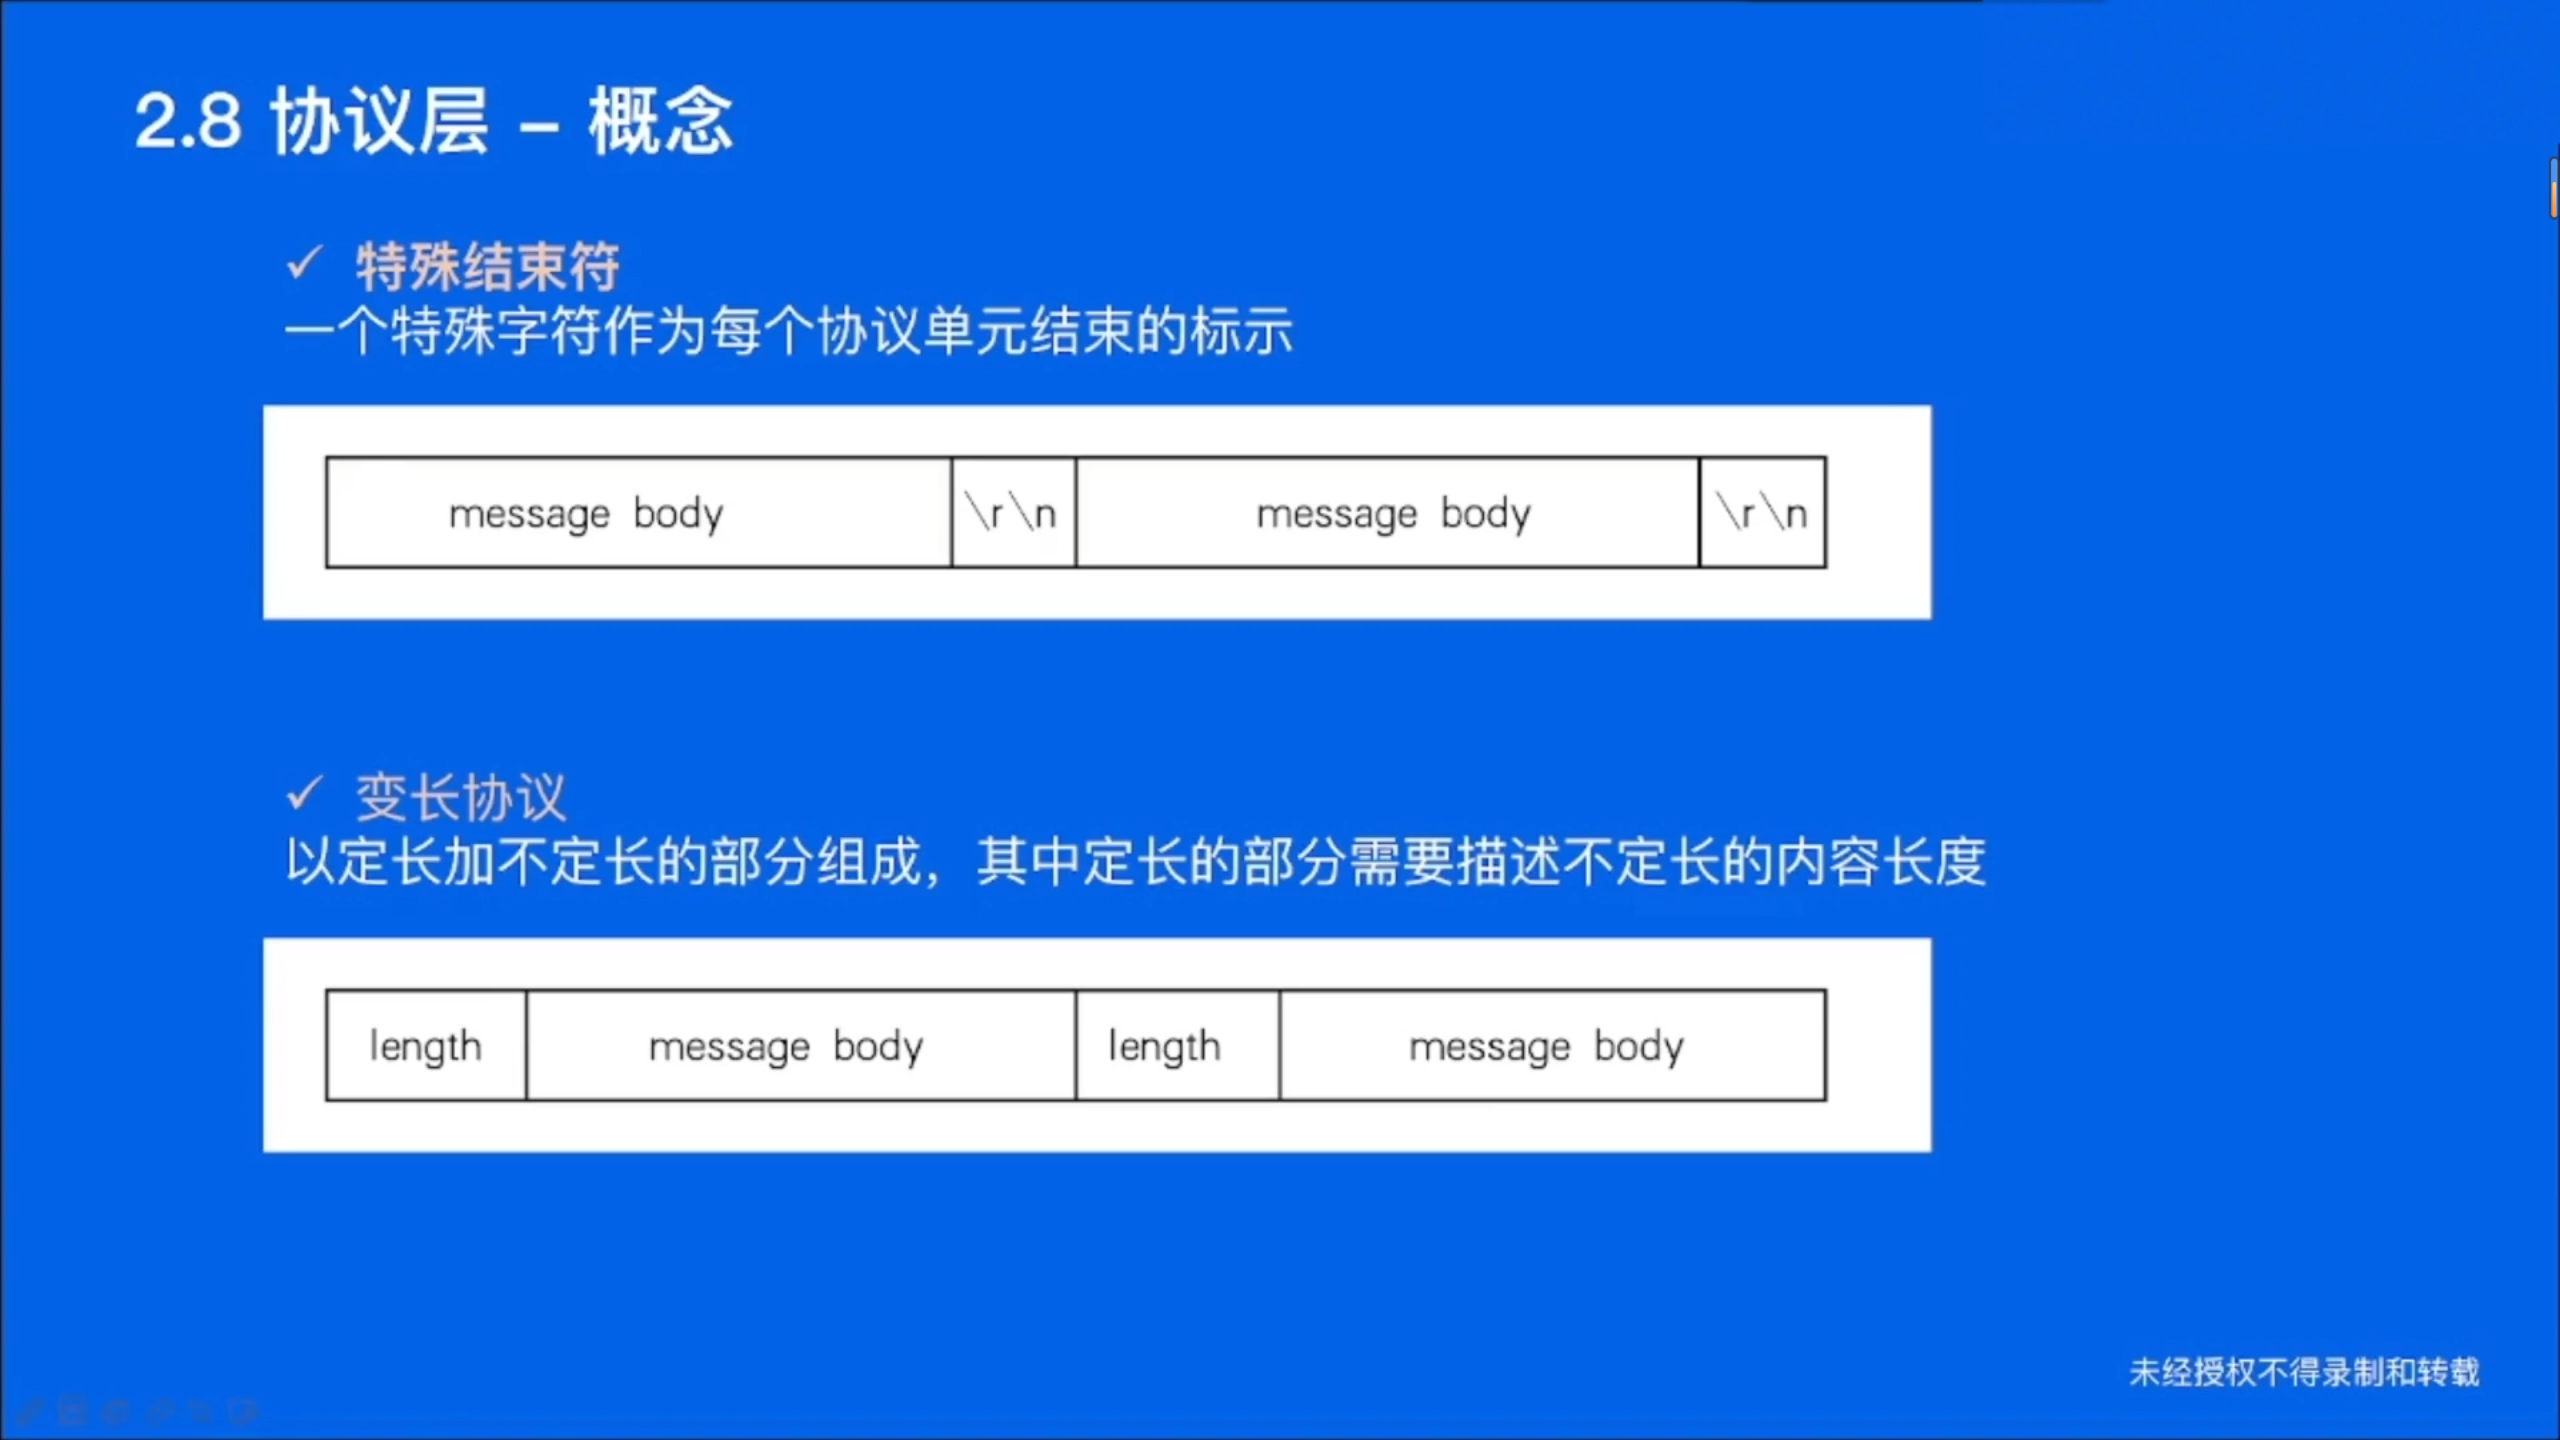 2.8 协议层 – 概念
✓ 特殊结束符
一个特殊字符作为每个协议单元结束的标示
message body \r\n message body \r\n
✓ 变长协议
以定长加不定长的部分组成，其中定长的部分需要描述不定长的内容长度
length message body length message body
未经授权不得录制和转载